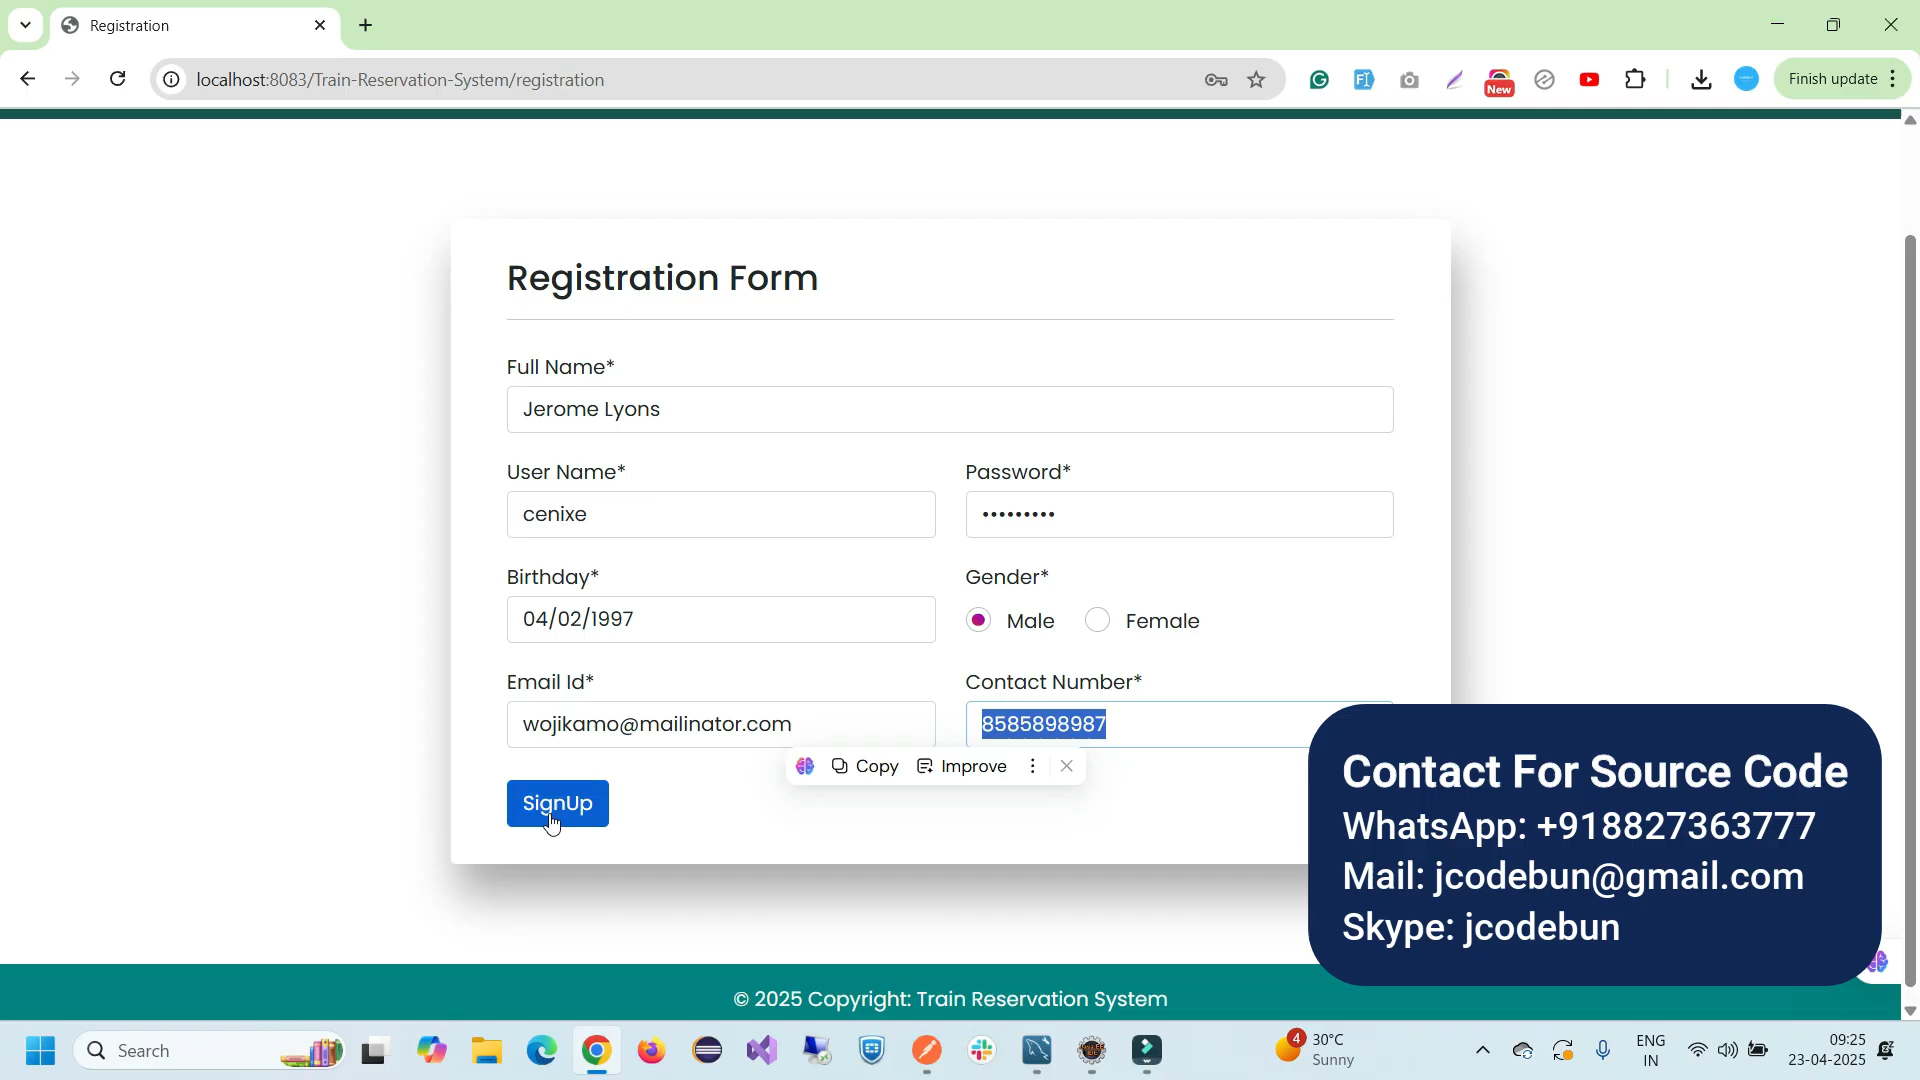 Registration
localhost:8083/Train-Reservation-System/registration
New
Finish update
Registration Form
Full Name*
Jerome Lyons
User Name*
Password*
cenixe
•••••••••
Birthday*
Gender*
04/02/1997
Male
Female
Email Id*
Contact Number*
wojikamo@mailinator.com
8585898987
Copy
Improve
SignUp
Contact For Source Code
WhatsApp: +918827363777
Mail: jcodebun@gmail.com
Skype: jcodebun
© 2025 Copyright: Train Reservation System
Search
4
30°C
Sunny
ENG
IN
09:25
23-04-2025